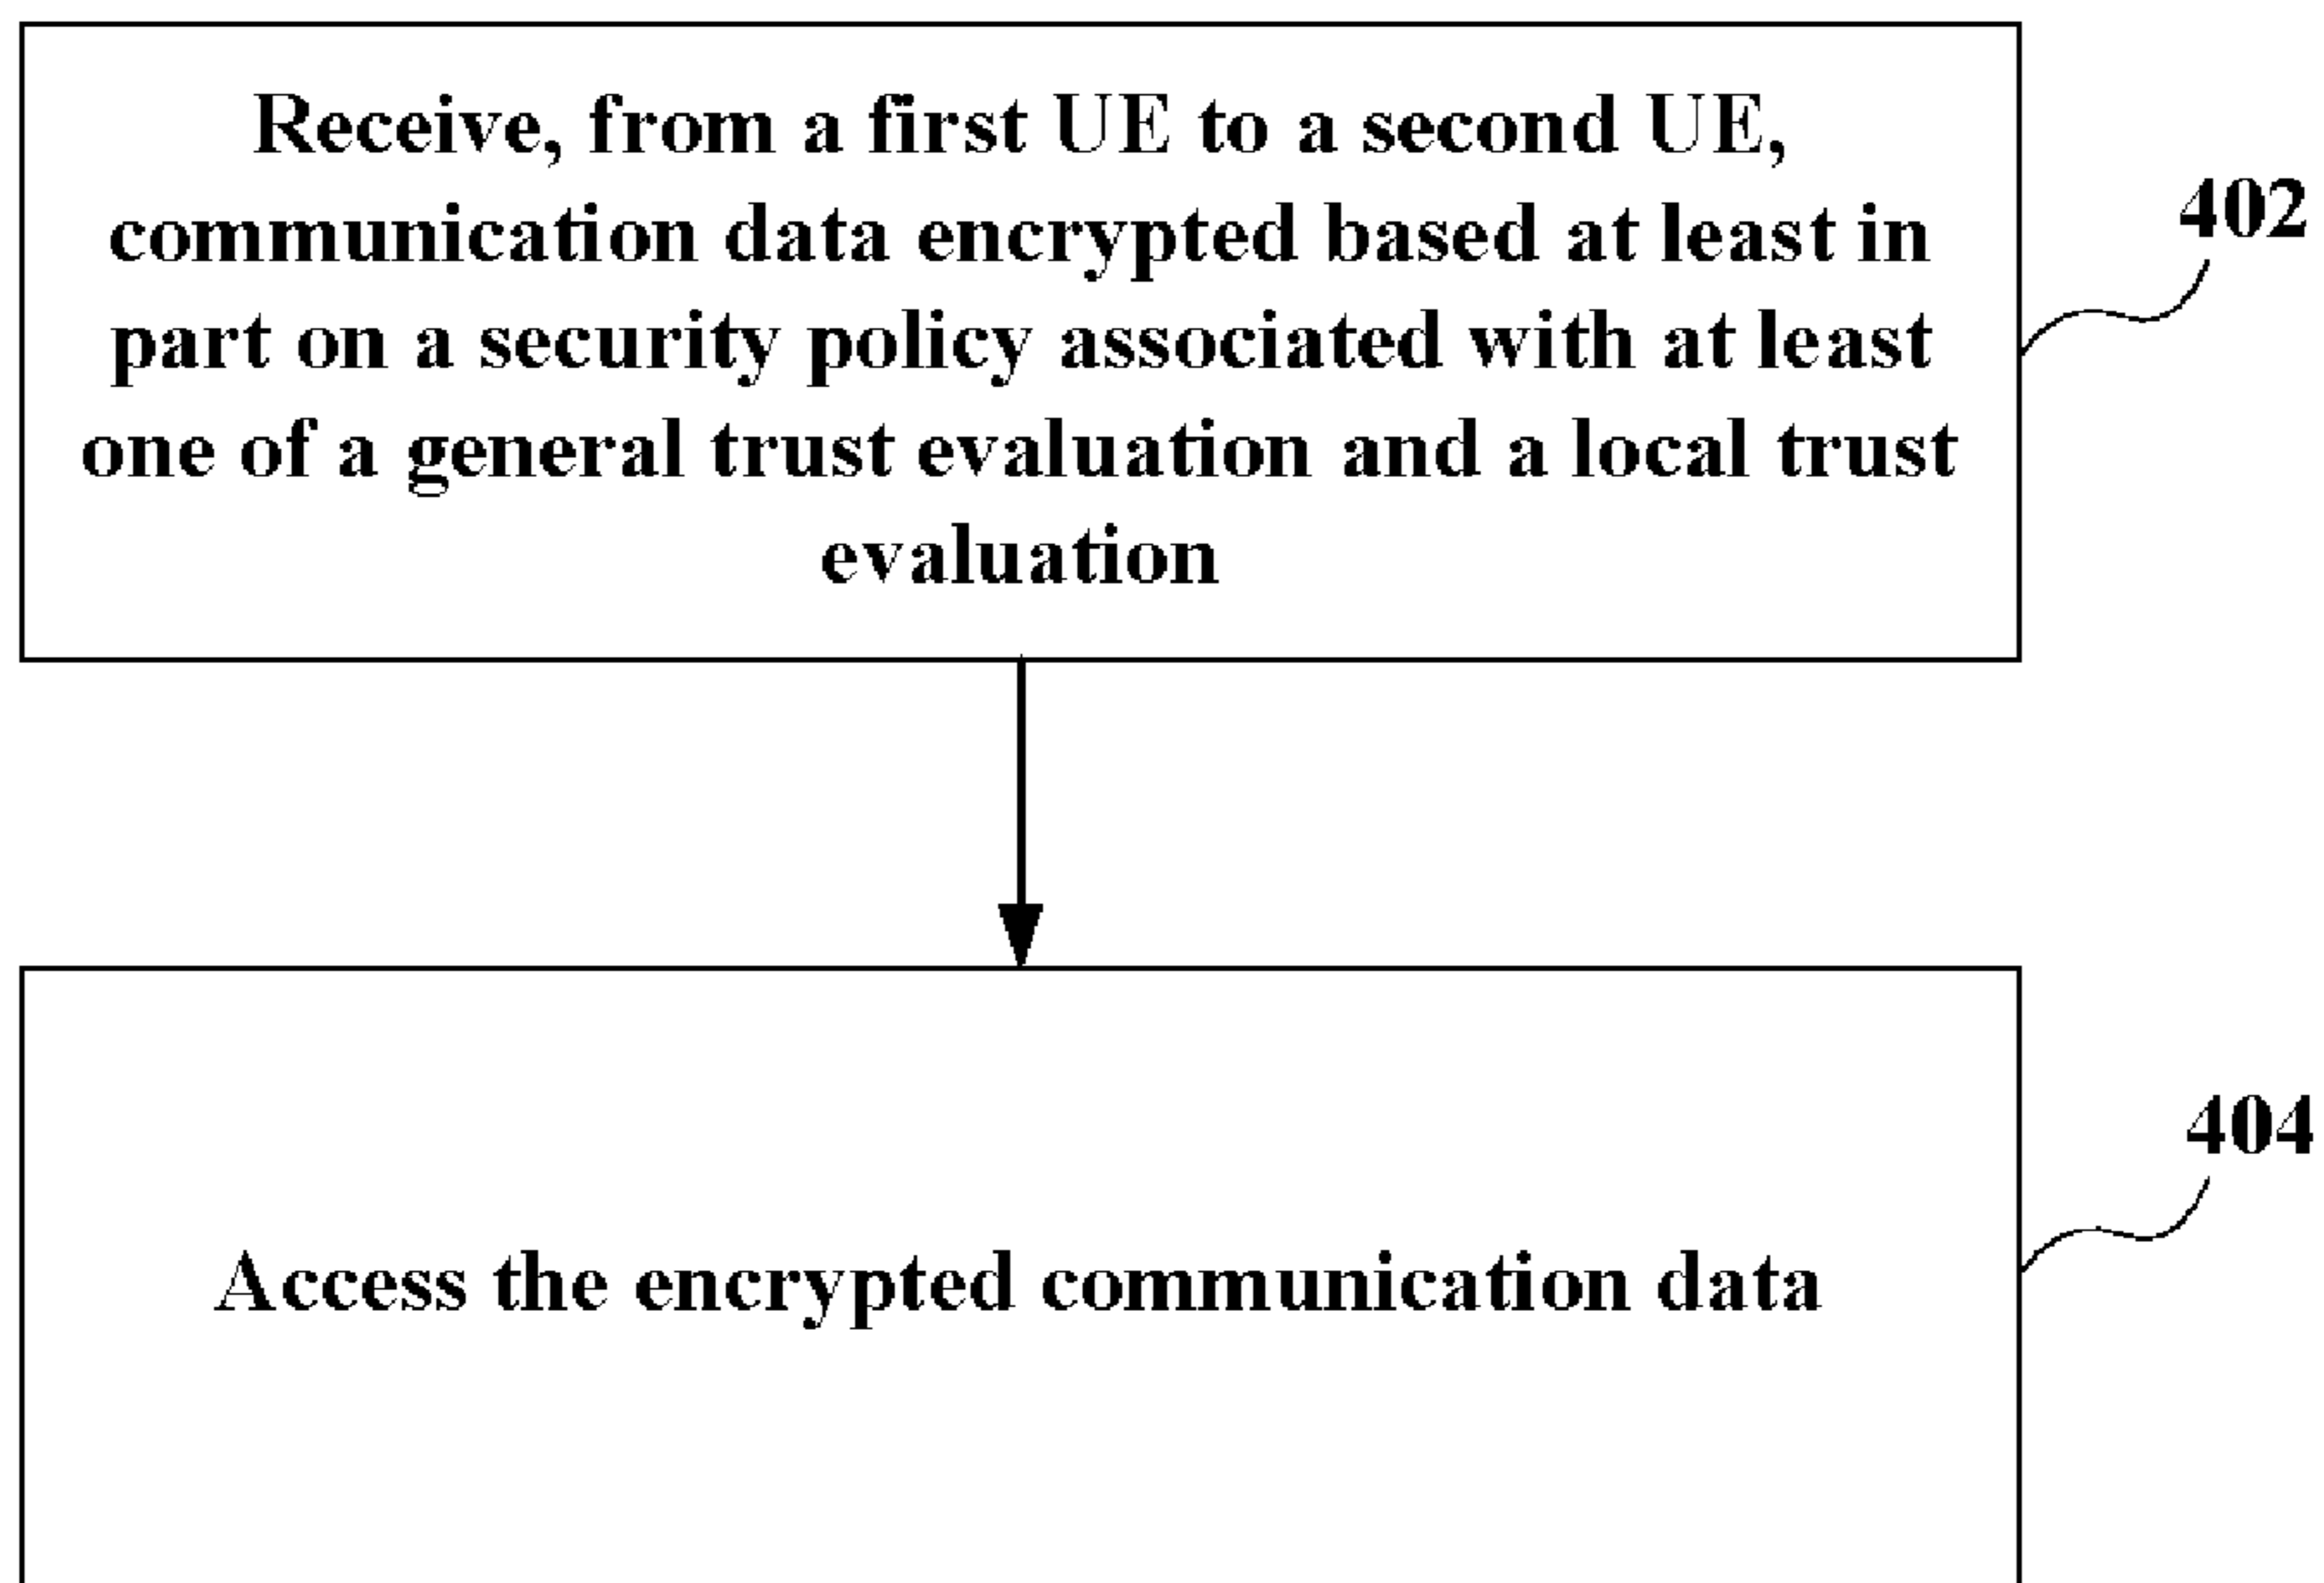 Receive, from a first UE to a second UE,
communication data encrypted based at least in
part on a security policy associated with at least
one of a general trust evaluation and a local trust
evaluation
402
Access the encrypted communication data
404